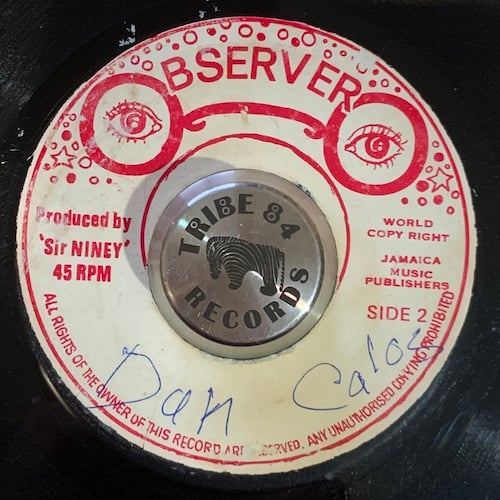 OBSERVER
Produced by
'Sir NINEY'
45 RPM
TRIBE 84
RECORDS
WORLD
COPY RIGHT
JAMAICA
MUSIC
PUBLISHERS
SIDE 2
Dan Calos
ALL RIGHTS OF THE OWNER OF THIS RECORD ARE RESERVED. ANY UNAUTHORISED COPYING PROHIBITED